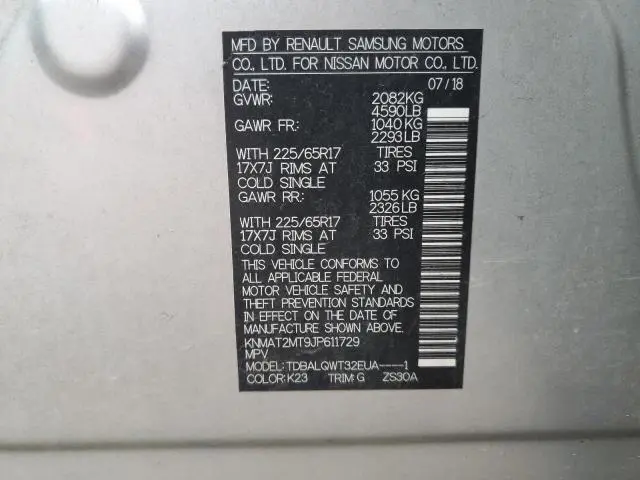 MFD BY RENAULT SAMSUNG MOTORS
CO., LTD. FOR NISSAN MOTOR CO., LTD.
DATE: 07/18
GVWR: 2082KG
4590LB
GAWR FR: 1040KG
2293LB
WITH 225/65R17 TIRES
17X7J RIMS AT 33 PSI
COLD SINGLE
GAWR RR: 1055KG
2326LB
WITH 225/65R17 TIRES
17X7J RIMS AT 33 PSI
COLD SINGLE
THIS VEHICLE CONFORMS TO
ALL APPLICABLE FEDERAL
MOTOR VEHICLE SAFETY AND
THEFT PREVENTION STANDARDS
IN EFFECT ON THE DATE OF
MANUFACTURE SHOWN ABOVE.
KNMAT2MT9JP611729
MPV
MODEL: TDBALQWT32EUA----1
COLOR: K23 TRIM: G ZS30A